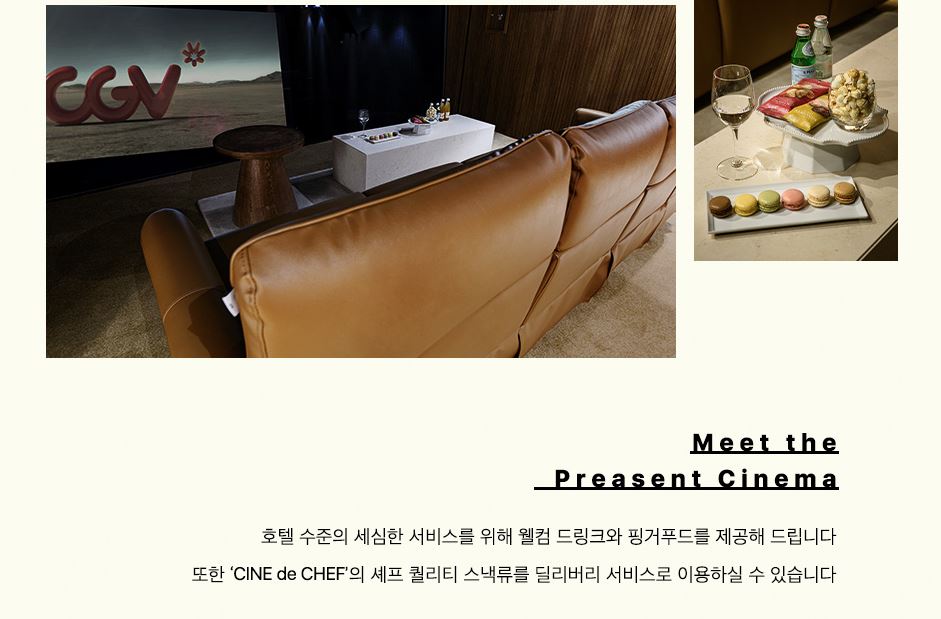 CGV
Meet the
Preasent Cinema
호텔 수준의 세심한 서비스를 위해 웰컴 드링크와 핑거푸드를 제공해 드립니다
또한 ‘CINE de CHEF’의 셰프 퀄리티 스낵류를 딜리버리 서비스로 이용하실 수 있습니다